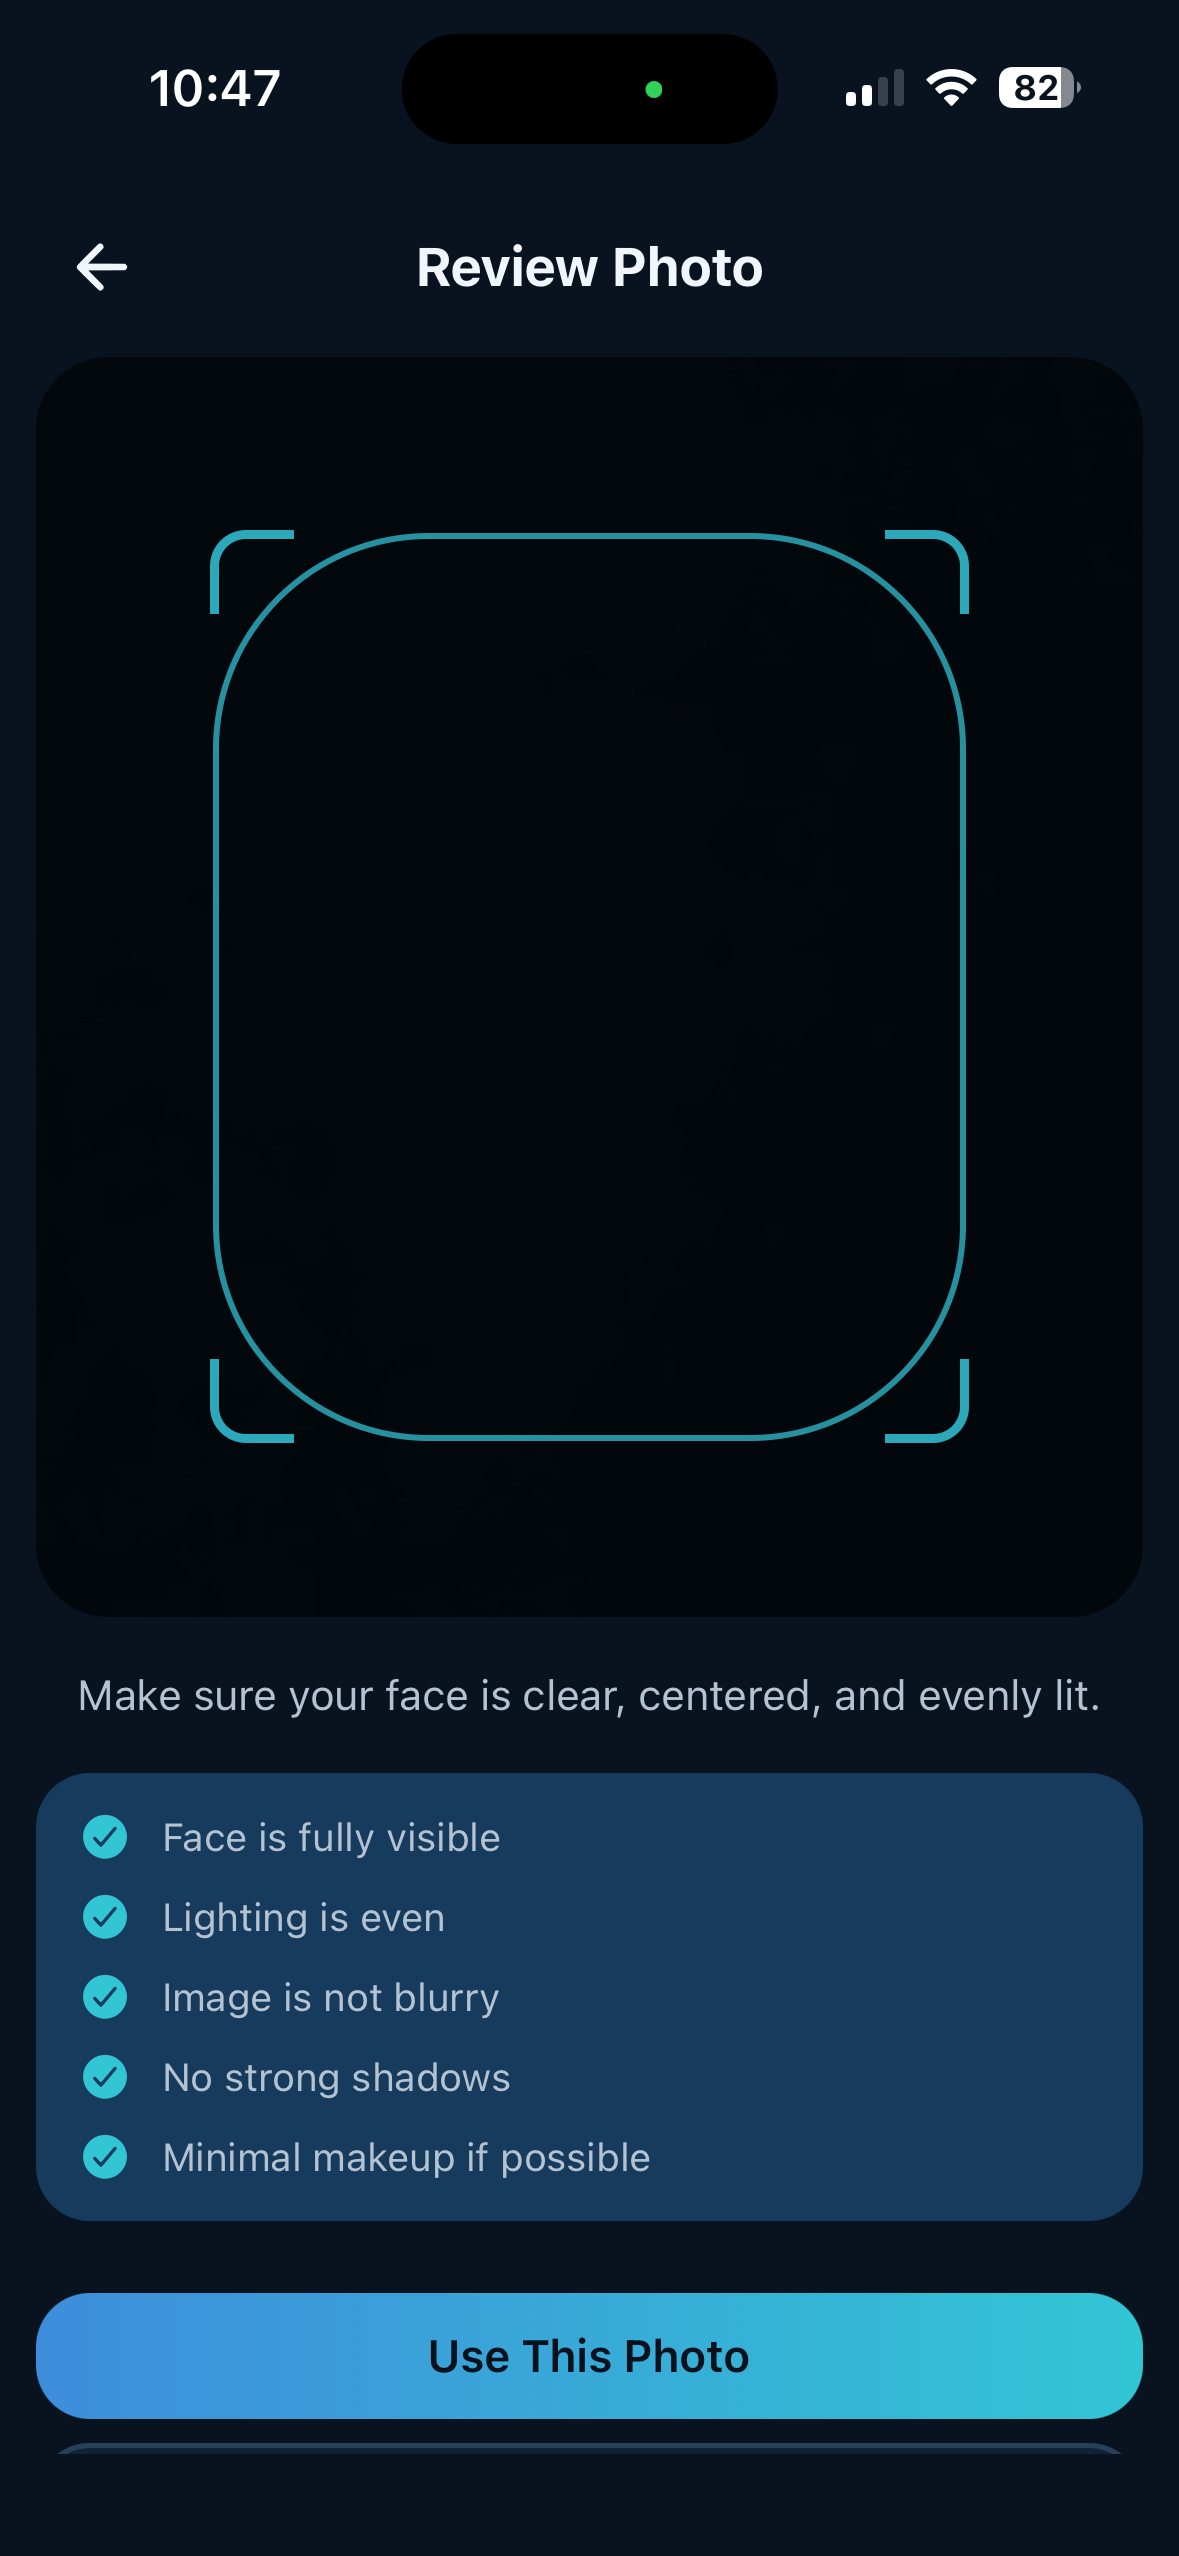 10:47
82
Review Photo
Make sure your face is clear, centered, and evenly lit.
Face is fully visible
Lighting is even
Image is not blurry
No strong shadows
Minimal makeup if possible
Use This Photo